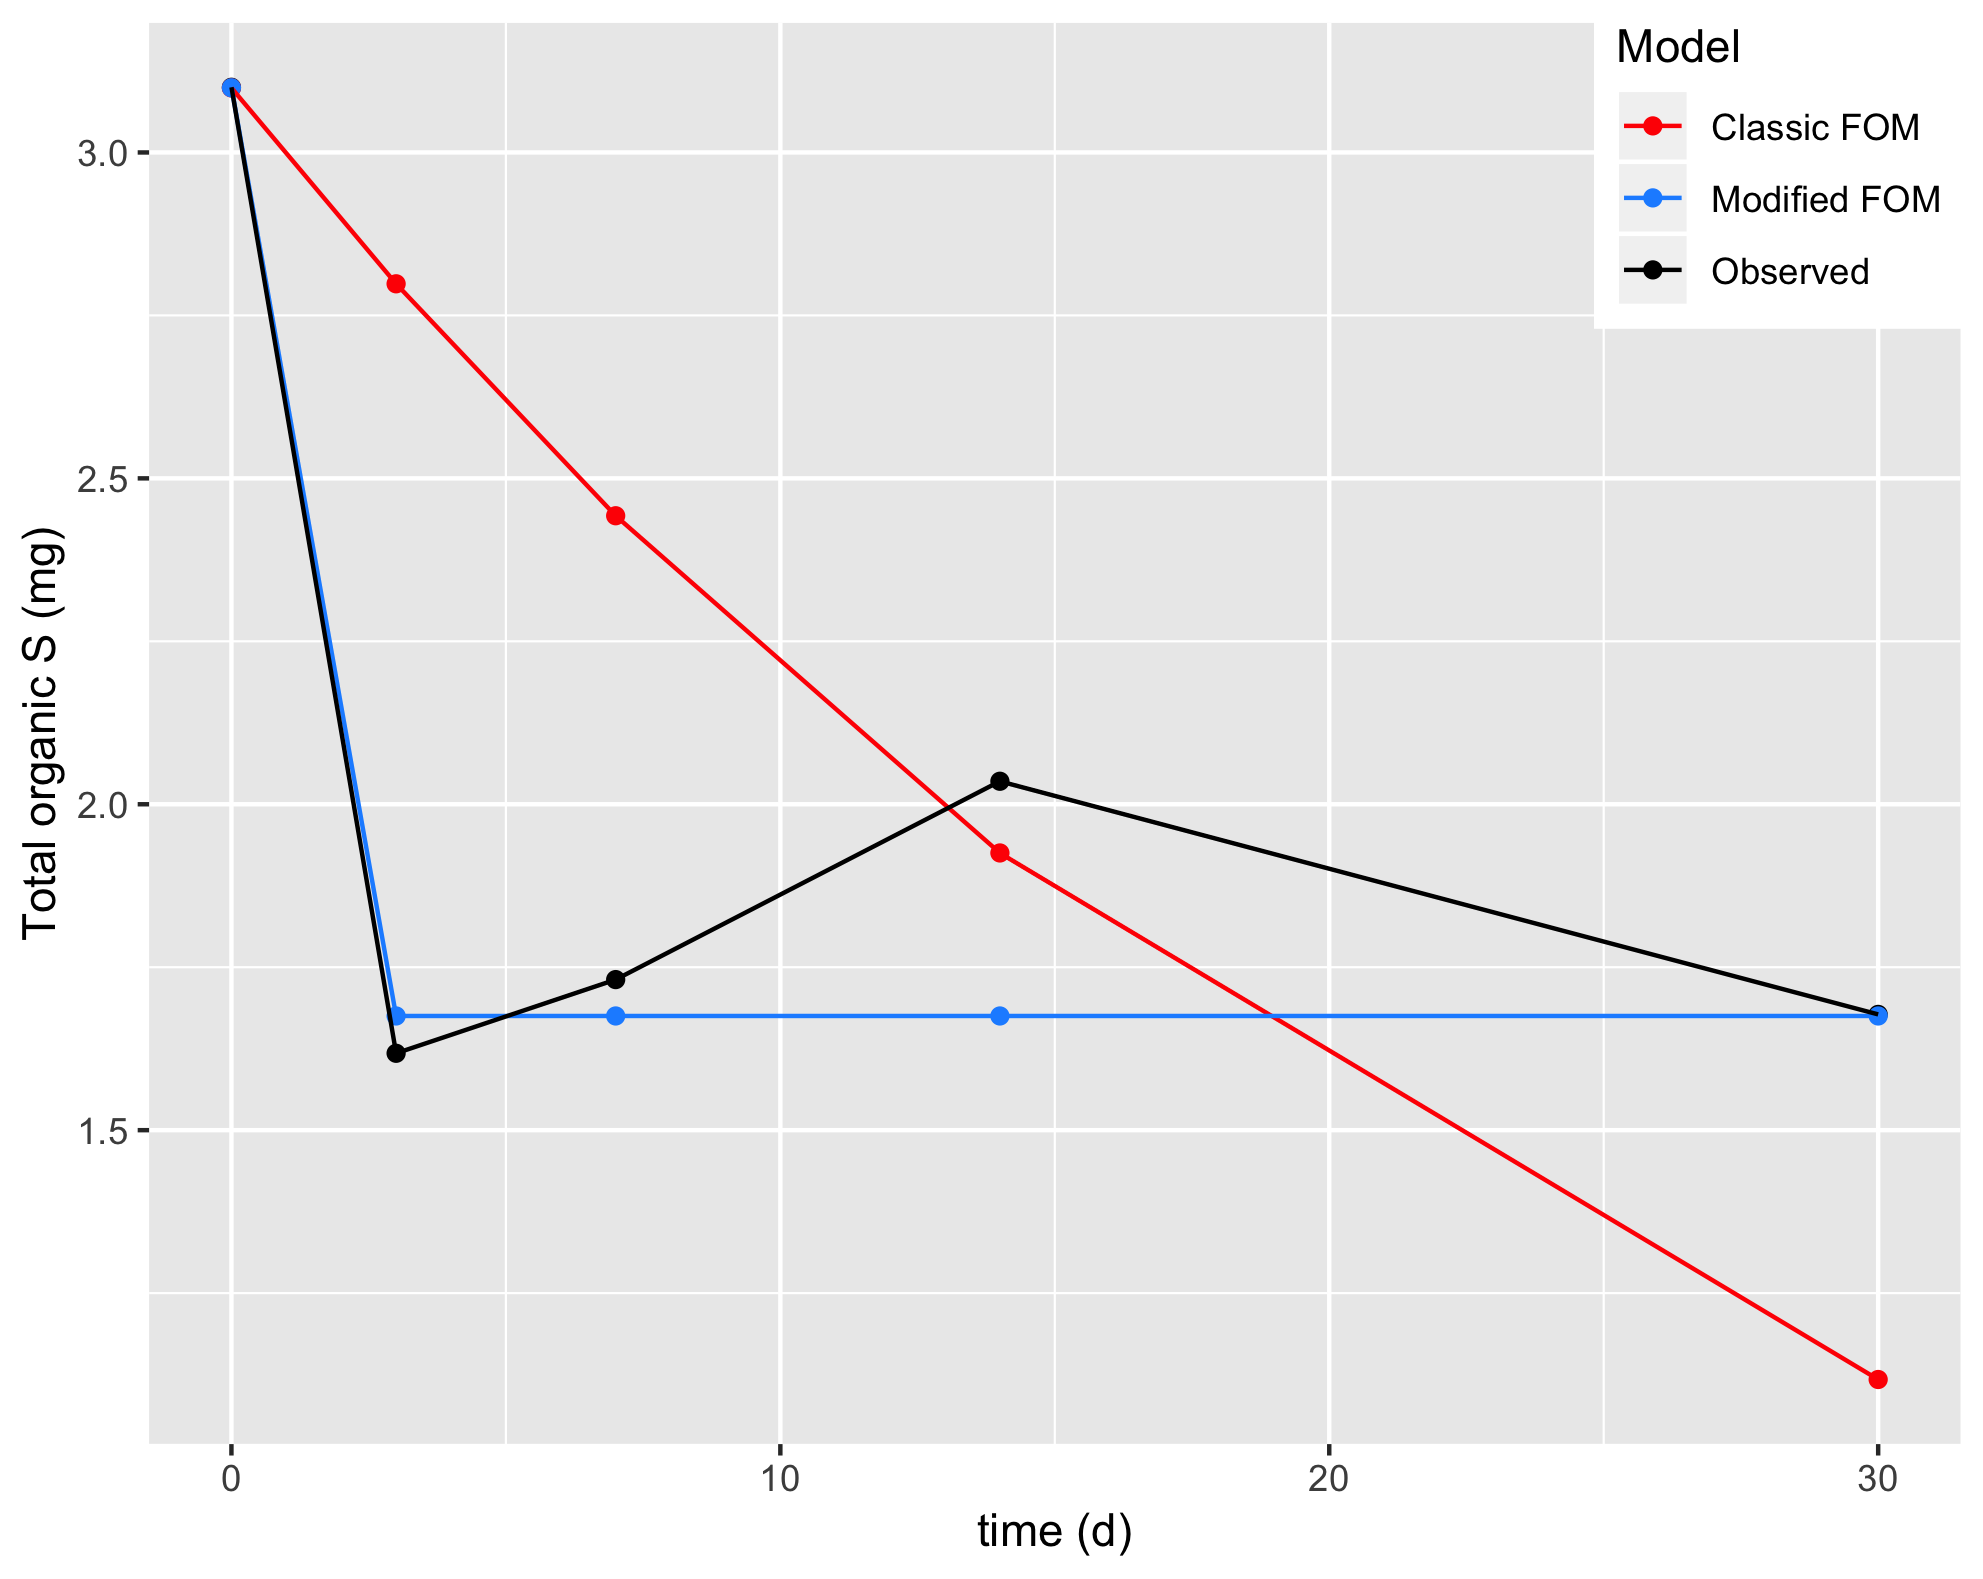 Model
Classic FOM
Modified FOM
Observed
Total organic S (mg)
3.0
2.5
2.0
1.5
0
10
20
30
time (d)